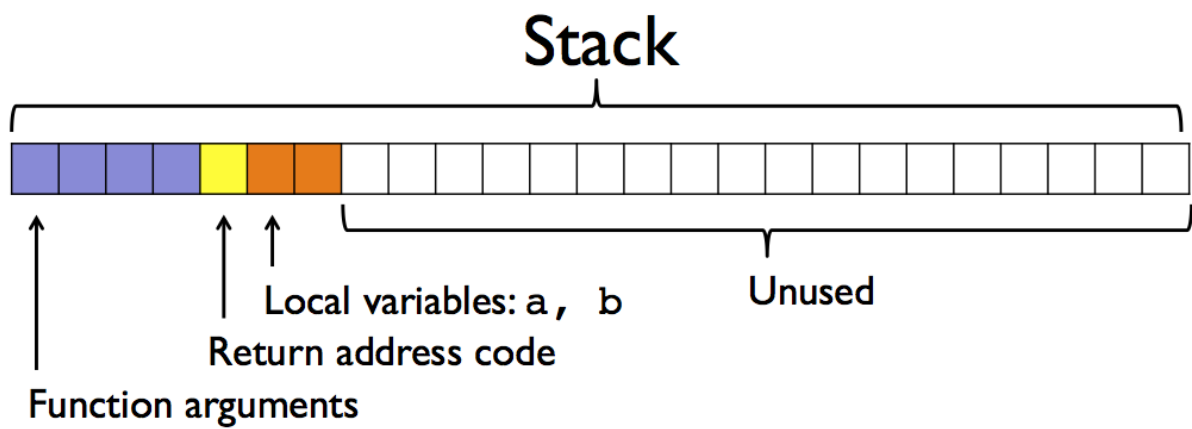 Stack
Local variables: a, b
Unused
Return address code
Function arguments